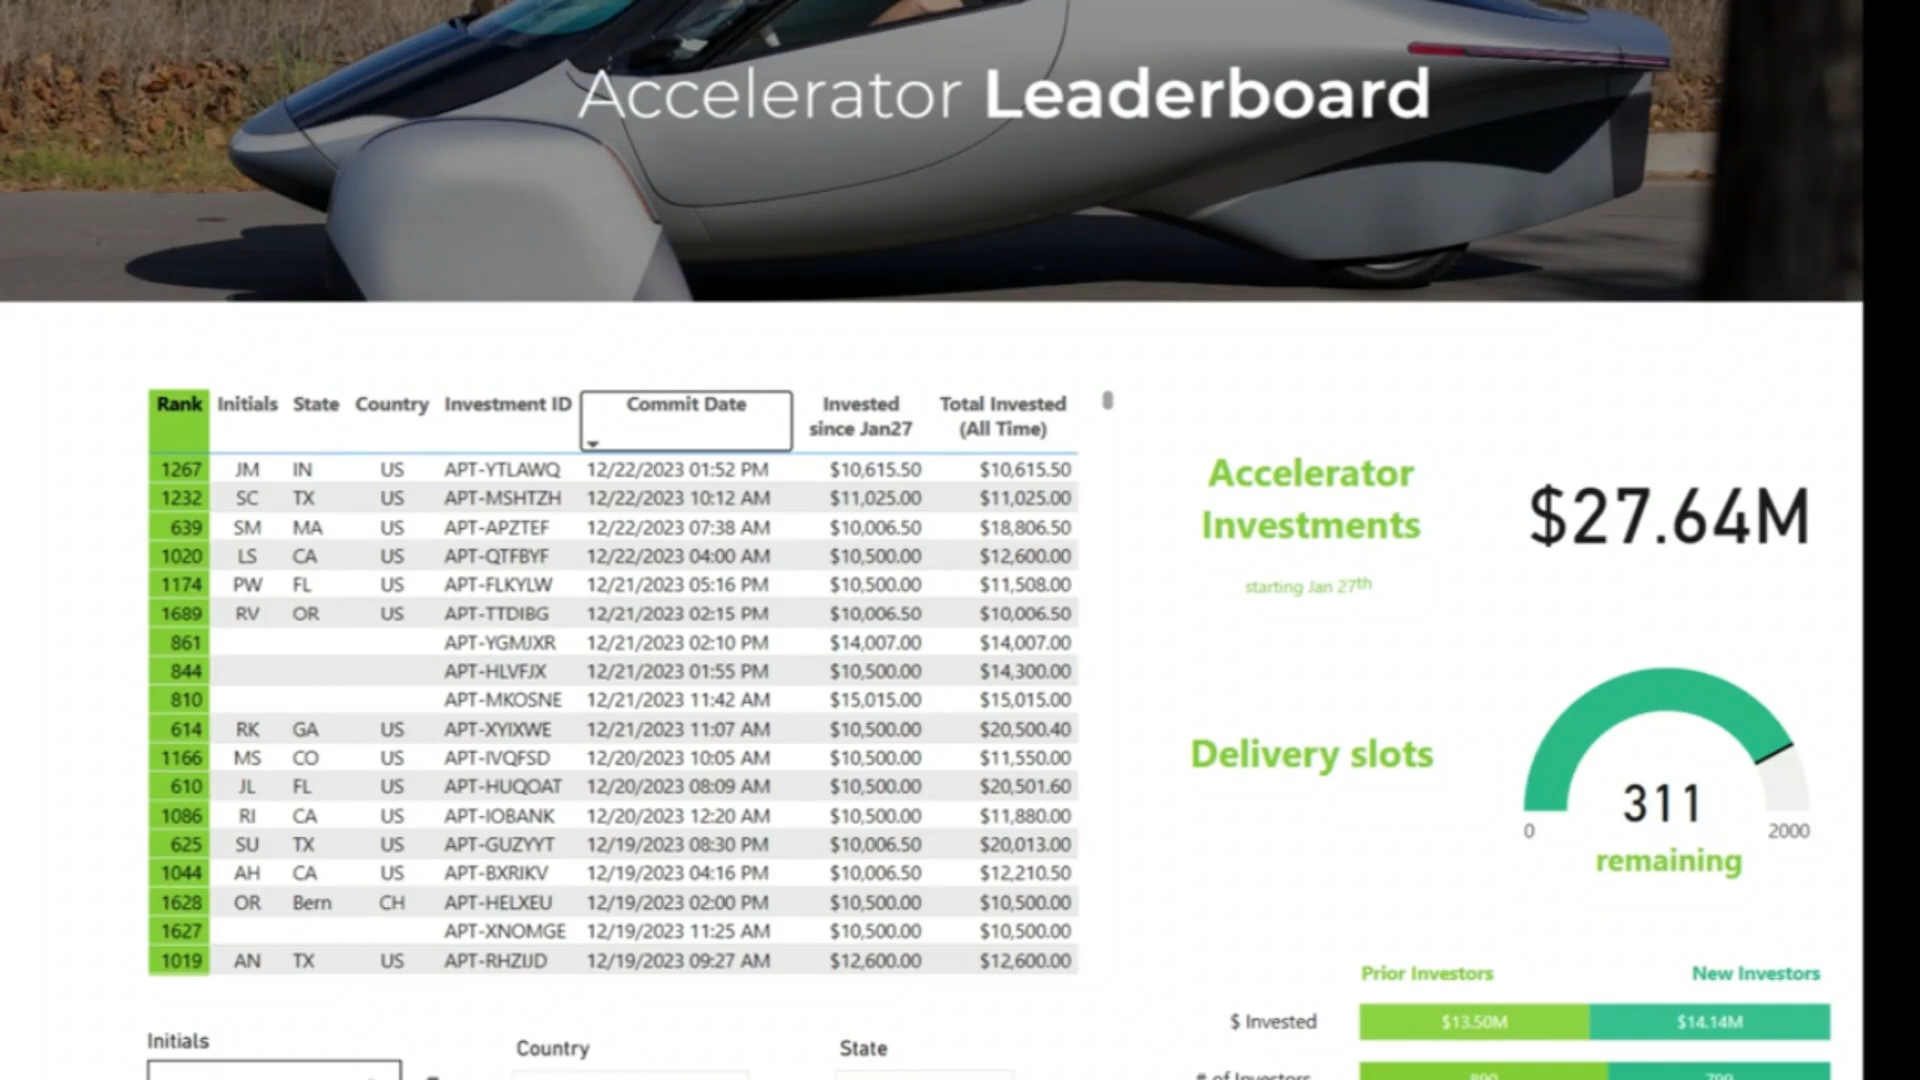 Accelerator Leaderboard
Rank Initials State Country Investment ID Commit Date Invested since Jan27 Total Invested (All Time)
1267 JM IN US APT-YTLAWQ 12/22/2023 01:52 PM $10,615.50 $10,615.50
1232 SC TX US APT-MSHTZH 12/22/2023 10:12 AM $11,025.00 $11,025.00
639 SM MA US APT-APZTEF 12/22/2023 07:38 AM $10,006.50 $18,806.50
1020 LS CA US APT-QTFBYF 12/22/2023 04:00 AM $10,500.00 $12,600.00
1174 PW FL US APT-FLKYLW 12/21/2023 05:16 PM $10,500.00 $11,508.00
1689 RV OR US APT-TTDIBG 12/21/2023 02:15 PM $10,006.50 $10,006.50
861 APT-YGMJXR 12/21/2023 02:10 PM $14,007.00 $14,007.00
844 APT-HLVFJX 12/21/2023 01:55 PM $10,500.00 $14,300.00
810 APT-MKOSNE 12/21/2023 11:42 AM $15,015.00 $15,015.00
614 RK GA US APT-XYIXWE 12/21/2023 11:07 AM $10,500.00 $20,500.40
1166 MS CO US APT-IVQFSD 12/20/2023 10:05 AM $10,500.00 $11,550.00
610 JL FL US APT-HUQOAT 12/20/2023 08:09 AM $10,500.00 $20,501.60
1086 RI CA US APT-IOBANK 12/20/2023 12:20 AM $10,500.00 $11,880.00
625 SU TX US APT-GUZYYT 12/19/2023 08:30 PM $10,006.50 $20,013.00
1044 AH CA US APT-BXRIKV 12/19/2023 04:16 PM $10,006.50 $12,210.50
1628 OR Bern CH APT-HELXEU 12/19/2023 02:00 PM $10,500.00 $10,500.00
1627 APT-XNOMGE 12/19/2023 11:25 AM $10,500.00 $10,500.00
1019 AN TX US APT-RHZIJD 12/19/2023 09:27 AM $12,600.00 $12,600.00
Initials
Country
State
Accelerator
Investments
starting Jan 27th
$27.64M
Delivery slots
311
0 2000
remaining
Prior Investors New Investors
$ Invested $13.50M $14.14M
# of Investors